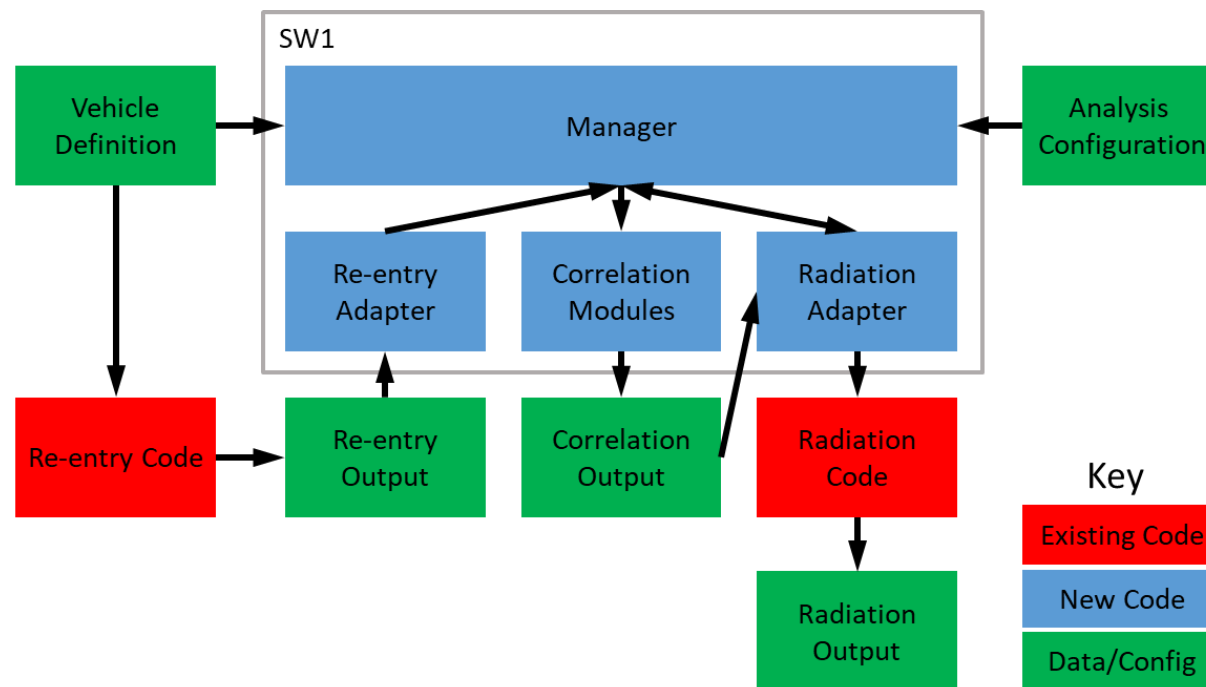 SW1
Vehicle
Definition
Manager
Analysis
Configuration
Re-entry
Adapter
Correlation
Modules
Radiation
Adapter
Re-entry Code
Re-entry
Output
Correlation
Output
Radiation
Code
Radiation
Output
Key
Existing Code
New Code
Data/Config